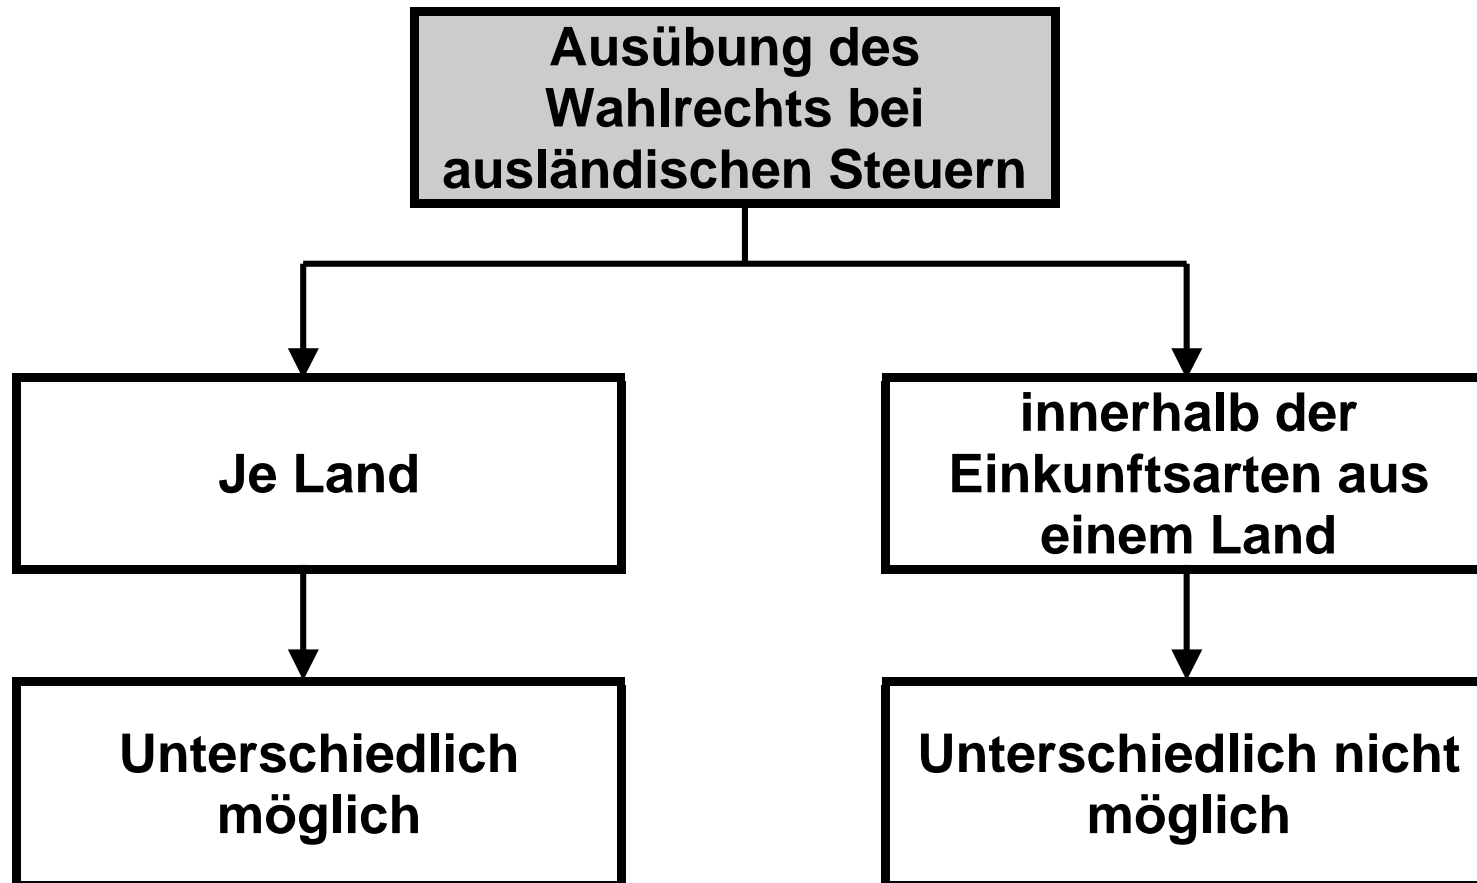 Ausübung des
Wahlrechts bei
ausländischen Steuern
Je Land
innerhalb der
Einkunftsarten aus
einem Land
Unterschiedlich
möglich
Unterschiedlich nicht
möglich